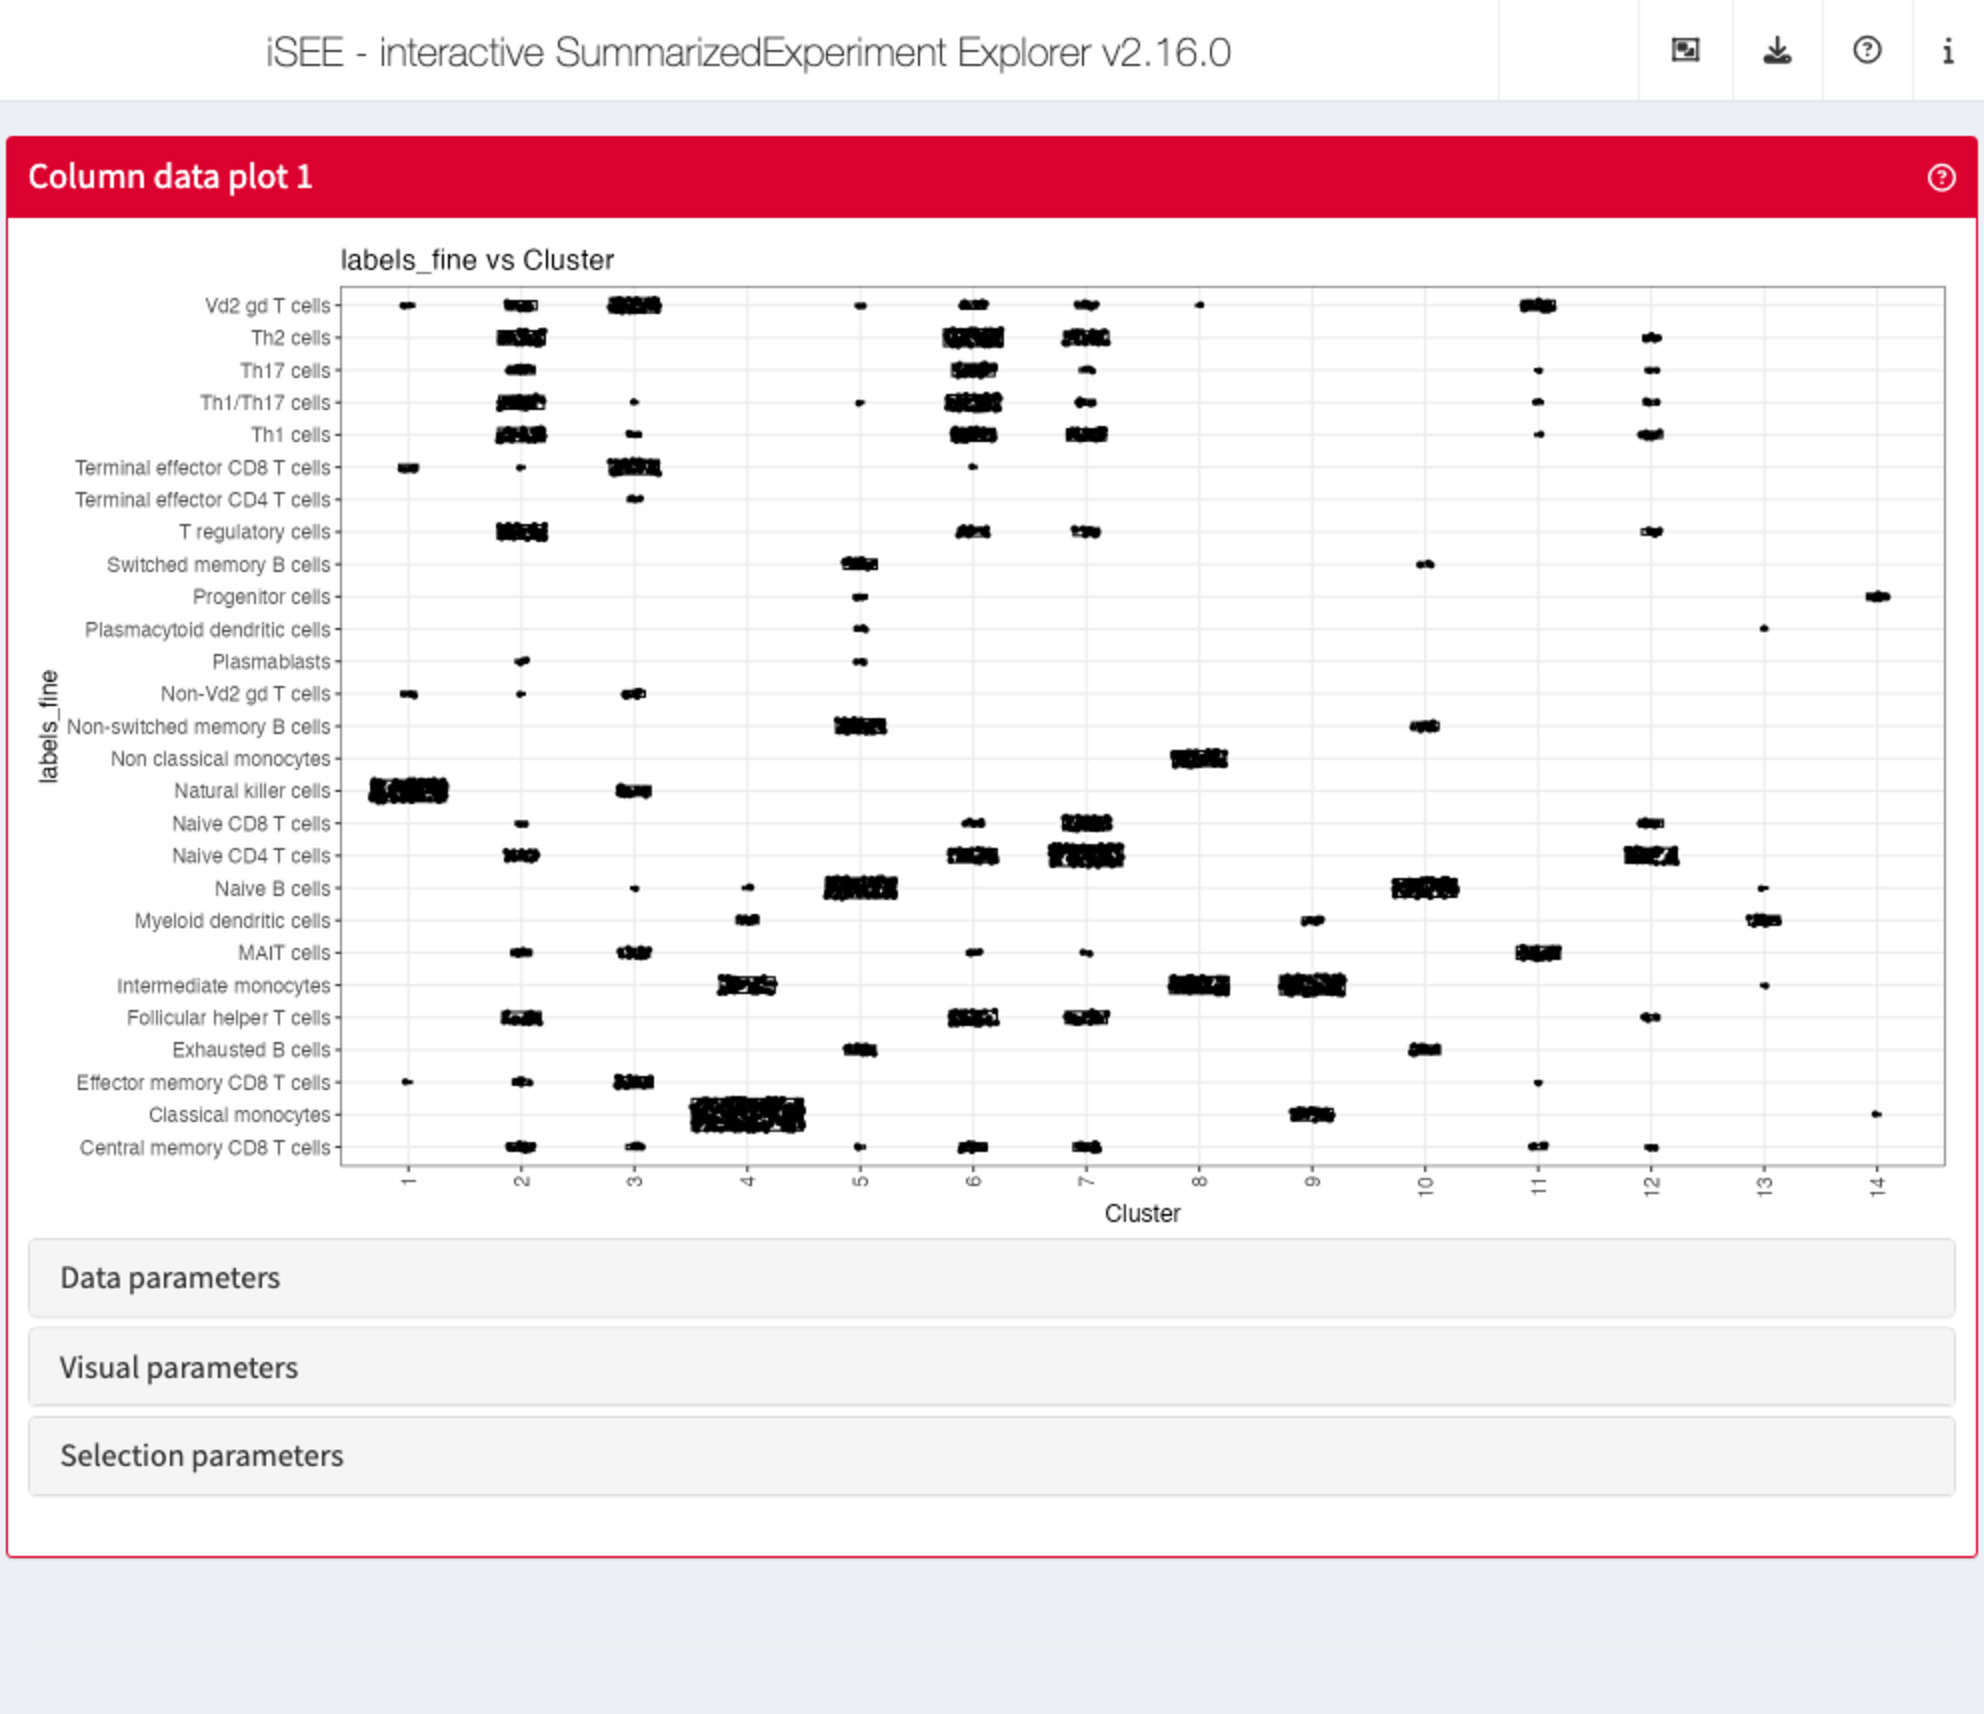 iSEE - interactive SummarizedExperiment Explorer v2.16.0
Column data plot 1
labels_fine vs Cluster
Vd2 gd T cells
Th2 cells
Th17 cells
Th1/Th17 cells
Th1 cells
Terminal effector CD8 T cells
Terminal effector CD4 T cells
T regulatory cells
Switched memory B cells
Progenitor cells
Plasmacytoid dendritic cells
Plasmablasts
Non-Vd2 gd T cells
Non-switched memory B cells
Non classical monocytes
Natural killer cells
Naive CD8 T cells
Naive CD4 T cells
Naive B cells
Myeloid dendritic cells
MAIT cells
Intermediate monocytes
Follicular helper T cells
Exhausted B cells
Effector memory CD8 T cells
Classical monocytes
Central memory CD8 T cells
labels_fine
1 2 3 4 5 6 7 8 9 10 11 12 13 14
Cluster
Data parameters
Visual parameters
Selection parameters